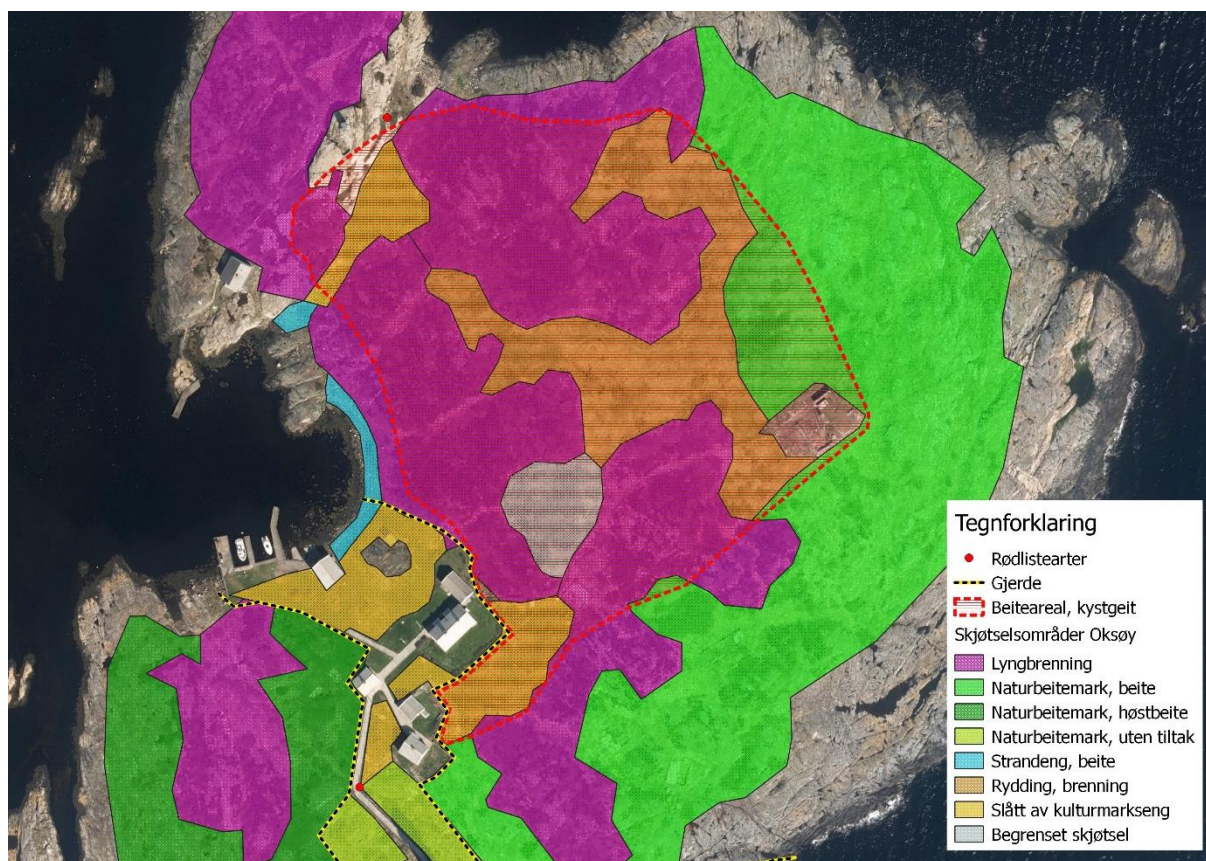 Tegnforklaring
Rødlistearter
Gjerde
Beiteareal, kystgeit
Skjøtselsområder Oksøy
Lyngbrenning
Naturbeitemark, beite
Naturbeitemark, høstbeite
Naturbeitemark, uten tiltak
Strandeng, beite
Rydding, brenning
Slått av kulturmarkseng
Begrenset skjøtsel